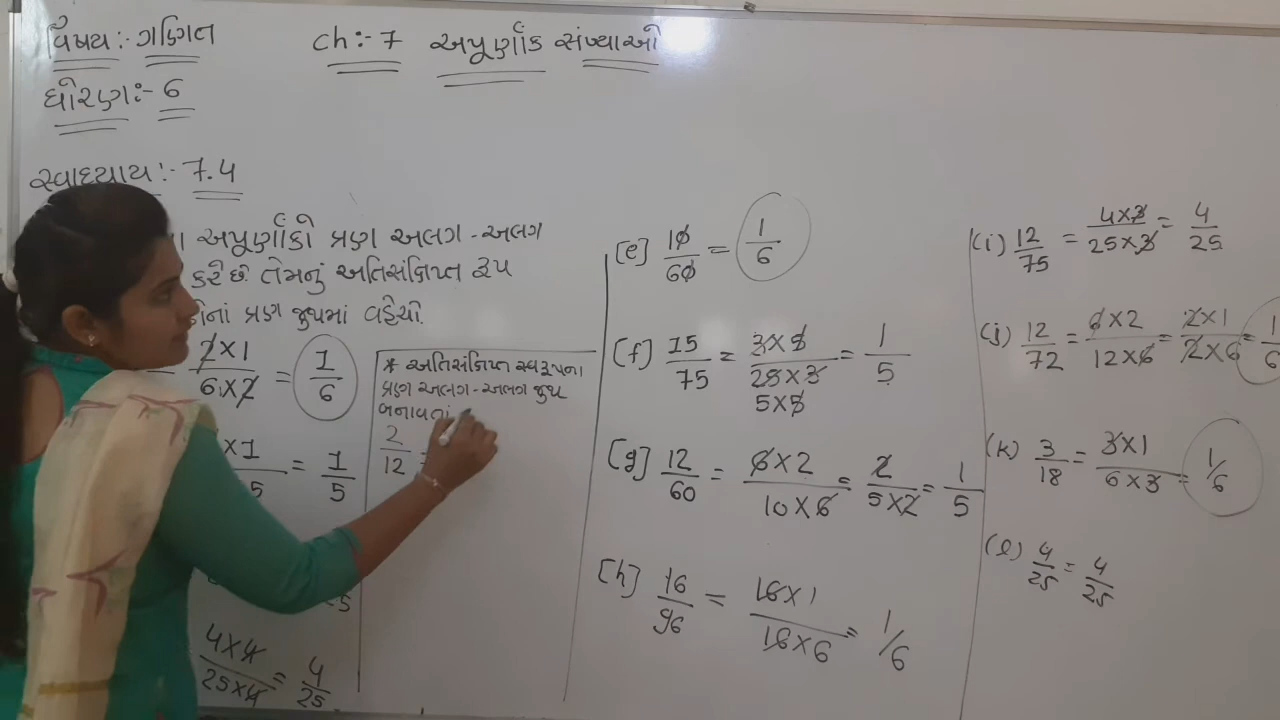 વિષય:- ગણિત
ધોરણ:- 6
ch:- 7 અપૂર્ણાંક સંખ્યાઓ
સ્વાધ્યાય:- 7.4
અપૂર્ણાંકો ત્રણ અલગ-અલગ
કરે છે. તેમનું અતિસંક્ષિપ્ત રૂપ
ત્રણ જુથમાં વહેંચો.
2×1/6×2 = 1/6
×1/5 = 1/5
4×4/25×4 = 4/25
* અતિસંક્ષિપ્ત સ્વરૂપના
ત્રણ અલગ-અલગ જુથ
બનાવતાં
2/12 =
[e] 10/60 = 1/6
[f] 15/75 = 3×5/25×3 = 1/5
5×5
[g] 12/60 = 6×2/10×6 = 2/5×2 = 1/5
[h] 16/96 = 16×1/16×6 = 1/6
(i) 12/75 = 4×3/25×3 = 4/25
(j) 12/72 = 6×2/12×6 = 2×1/2×6 = 1/6
(k) 3/18 = 3×1/6×3 = 1/6
(l) 4/25 = 4/25